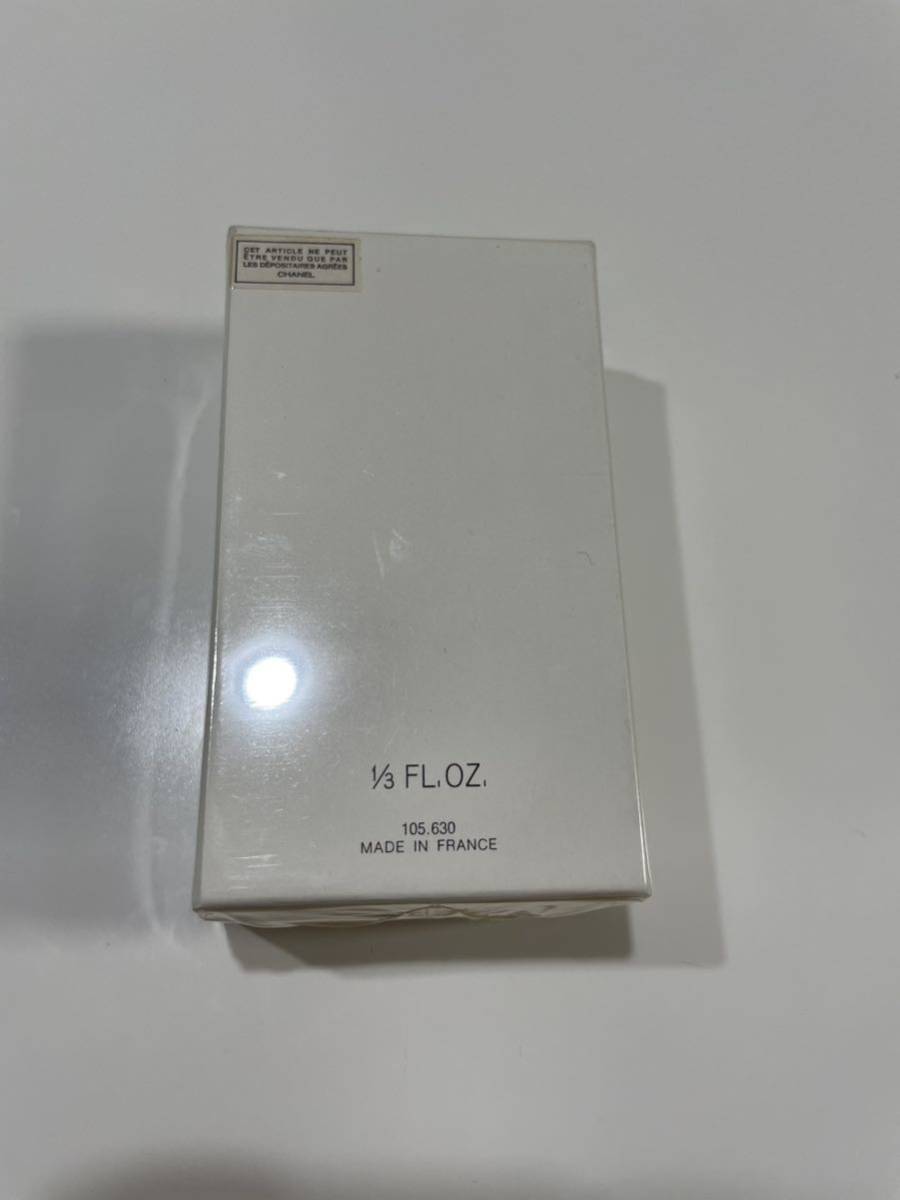 CET ARTICLE NE PEUT
ÊTRE VENDU QUE PAR
LES DÉPOSITAIRES AGRÉES
CHANEL
1/3 FL.OZ.
105.630
MADE IN FRANCE